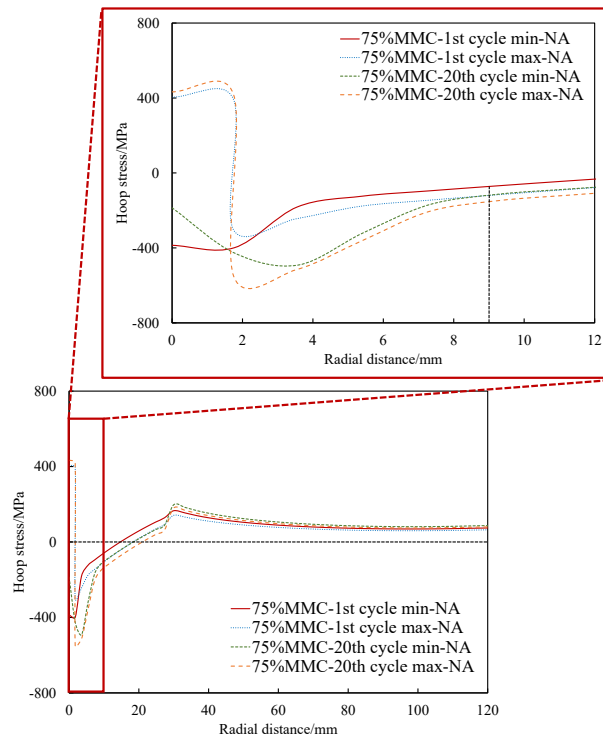 800
400
0
-400
-800
Hoop stress/MPa
75%MMC-1st cycle min-NA
75%MMC-1st cycle max-NA
75%MMC-20th cycle min-NA
75%MMC-20th cycle max-NA
0 2 4 6 8 10 12
Radial distance/mm
800
400
0
-400
-800
Hoop stress/MPa
75%MMC-1st cycle min-NA
75%MMC-1st cycle max-NA
75%MMC-20th cycle min-NA
75%MMC-20th cycle max-NA
0 20 40 60 80 100 120
Radial distance/mm